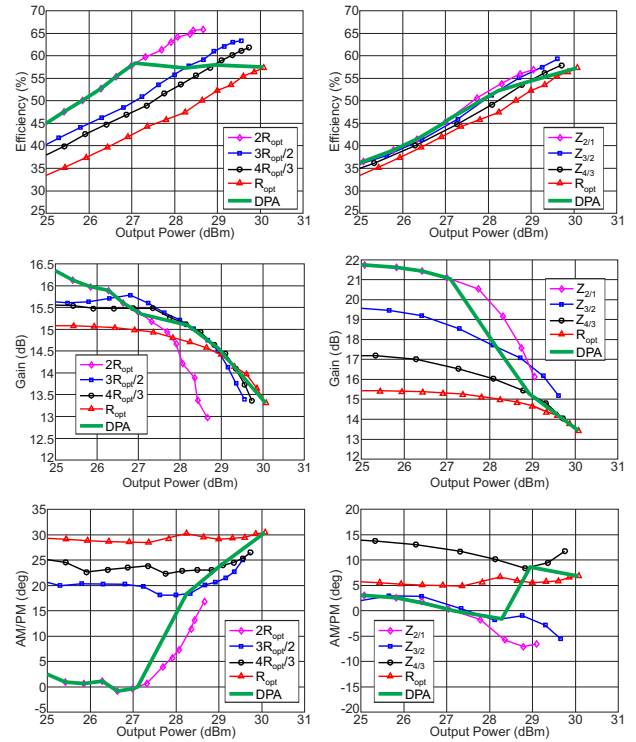 70
65
60
55
50
45
40
35
30
25
Efficiency (%)
2R_opt
3R_opt/2
4R_opt/3
R_opt
DPA
25 26 27 28 29 30 31
Output Power (dBm)
70
65
60
55
50
45
40
35
30
25
Efficiency (%)
Z_2/1
Z_3/2
Z_4/3
R_opt
DPA
25 26 27 28 29 30 31
Output Power (dBm)
16.5
16
15.5
15
14.5
14
13.5
13
12.5
12
Gain (dB)
2R_opt
3R_opt/2
4R_opt/3
R_opt
DPA
25 26 27 28 29 30 31
Output Power (dBm)
22
21
20
19
18
17
16
15
14
13
12
Gain (dB)
Z_2/1
Z_3/2
Z_4/3
R_opt
DPA
25 26 27 28 29 30 31
Output Power (dBm)
35
30
25
20
15
10
5
0
-5
AM/PM (deg)
2R_opt
3R_opt/2
4R_opt/3
R_opt
DPA
25 26 27 28 29 30 31
Output Power (dBm)
20
15
10
5
0
-5
-10
-15
-20
AM/PM (deg)
Z_2/1
Z_3/2
Z_4/3
R_opt
DPA
25 26 27 28 29 30 31
Output Power (dBm)